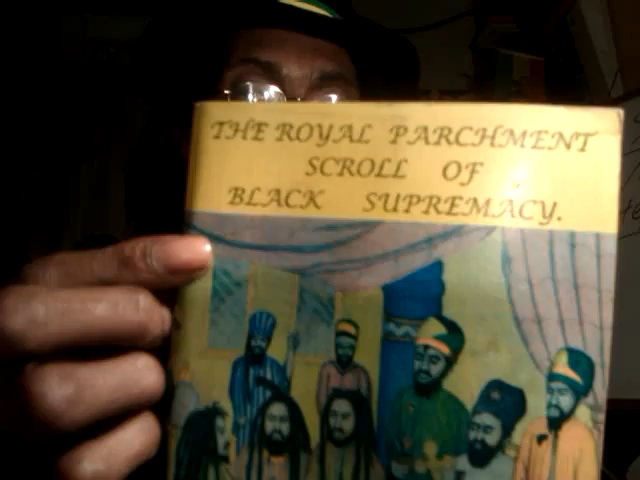 THE ROYAL PARCHMENT
SCROLL OF
BLACK SUPREMACY.